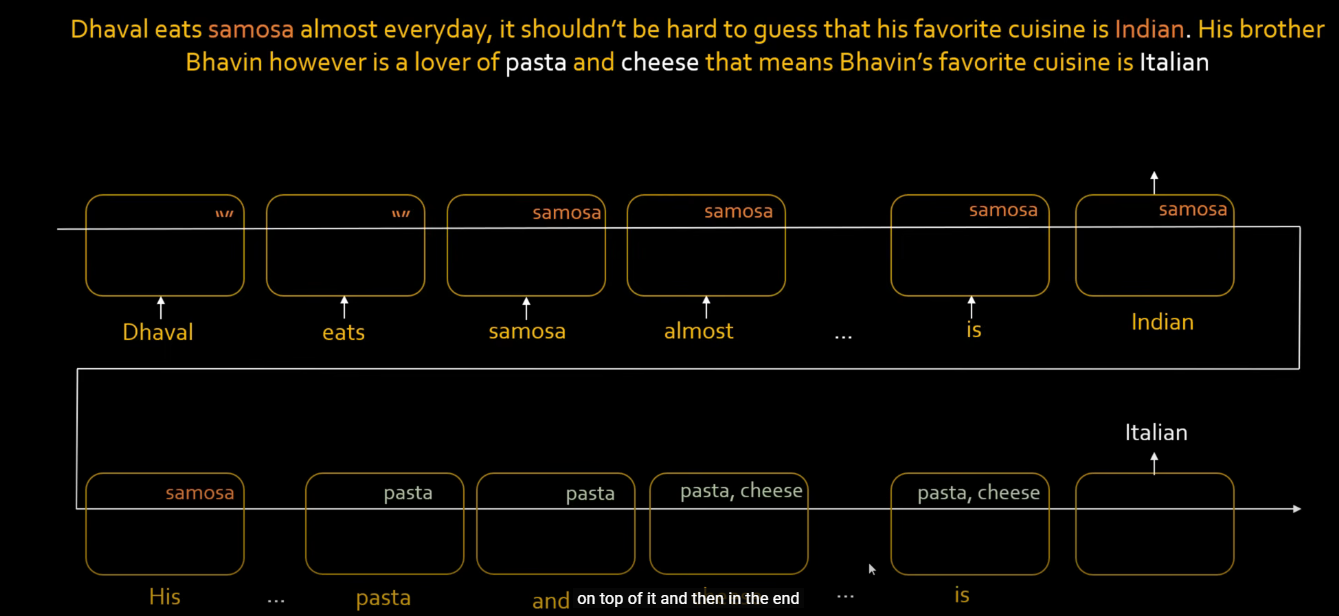 Dhaval eats samosa almost everyday, it shouldn't be hard to guess that his favorite cuisine is Indian. His brother
Bhavin however is a lover of pasta and cheese that means Bhavin's favorite cuisine is Italian
"" "" samosa samosa samosa samosa
Dhaval eats samosa almost ... is Indian
Italian
samosa pasta pasta pasta, cheese pasta, cheese
His ... pasta and ... is
on top of it and then in the end